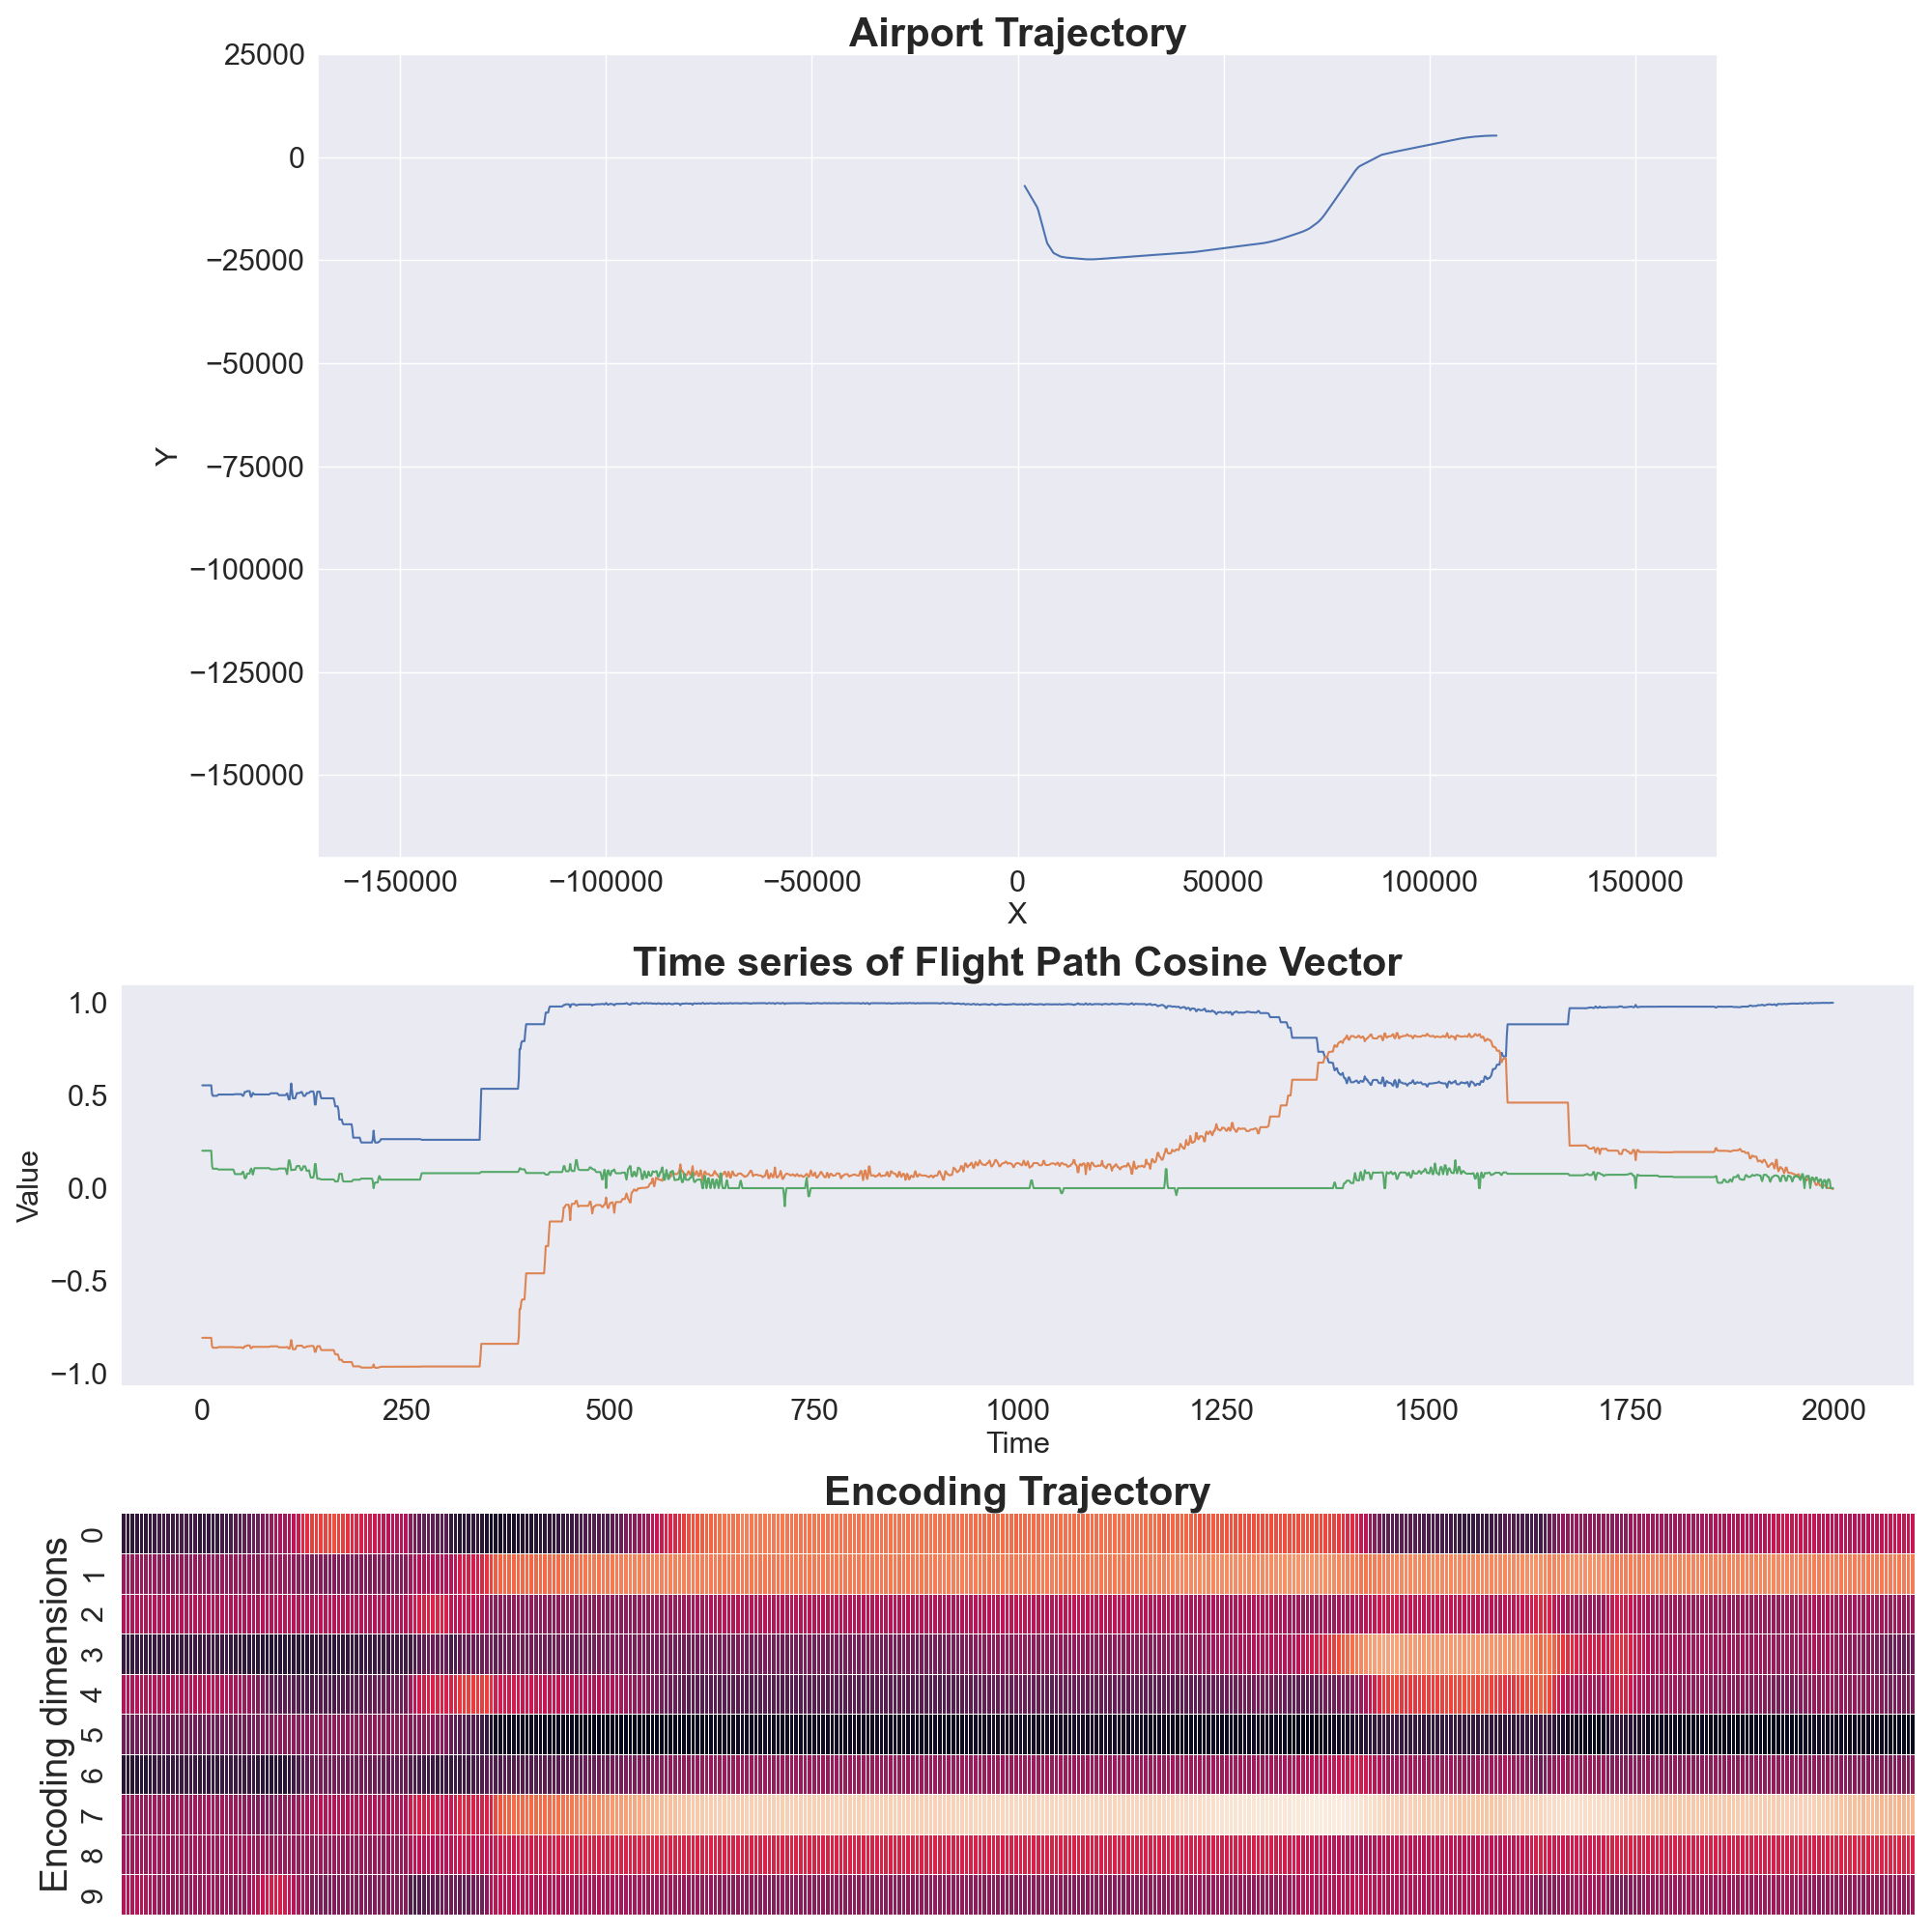 Airport Trajectory
25000
0
−25000
−50000
−75000
−100000
−125000
−150000
Y
−150000 −100000 −50000 0 50000 100000 150000
X
Time series of Flight Path Cosine Vector
1.0
0.5
0.0
−0.5
−1.0
Value
0 250 500 750 1000 1250 1500 1750 2000
Time
Encoding Trajectory
Encoding dimensions
0
1
2
3
4
5
6
7
8
9